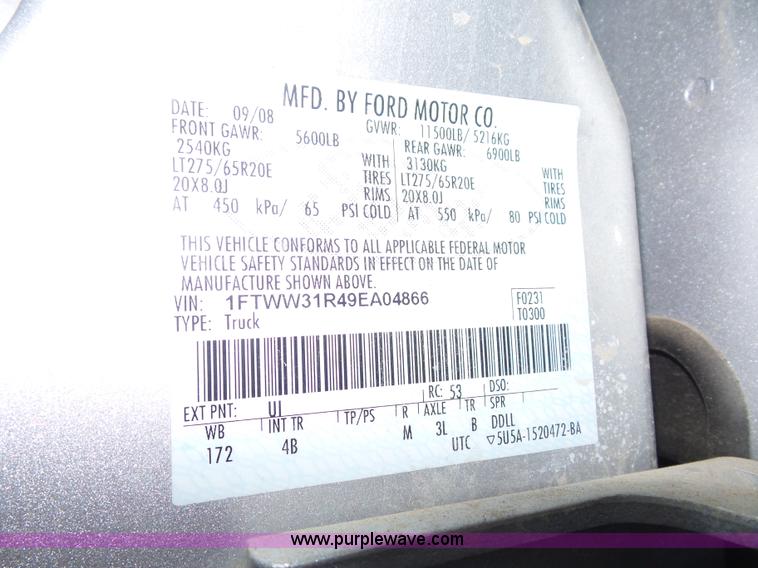 MFD. BY FORD MOTOR CO.
DATE: 09/08 GVWR: 11500LB/ 5216KG
FRONT GAWR: 5600LB REAR GAWR: 6900LB
2540KG WITH 3130KG WITH
LT275/65R20E TIRES LT275/65R20E TIRES
20X8.0J RIMS 20X8.0J RIMS
AT 450 kPa/ 65 PSI COLD AT 550 kPa/ 80 PSI COLD
THIS VEHICLE CONFORMS TO ALL APPLICABLE FEDERAL MOTOR
VEHICLE SAFETY STANDARDS IN EFFECT ON THE DATE OF
MANUFACTURE SHOWN ABOVE.
VIN: 1FTWW31R49EA04866 F0231
TYPE: Truck T0300
EXT PNT: UI RC: 53 DSO:
WB INT TR TP/PS R AXLE TR SPR
172 4B M 3L B DDLL
UTC ▽5U5A-1520472-BA
www.purplewave.com